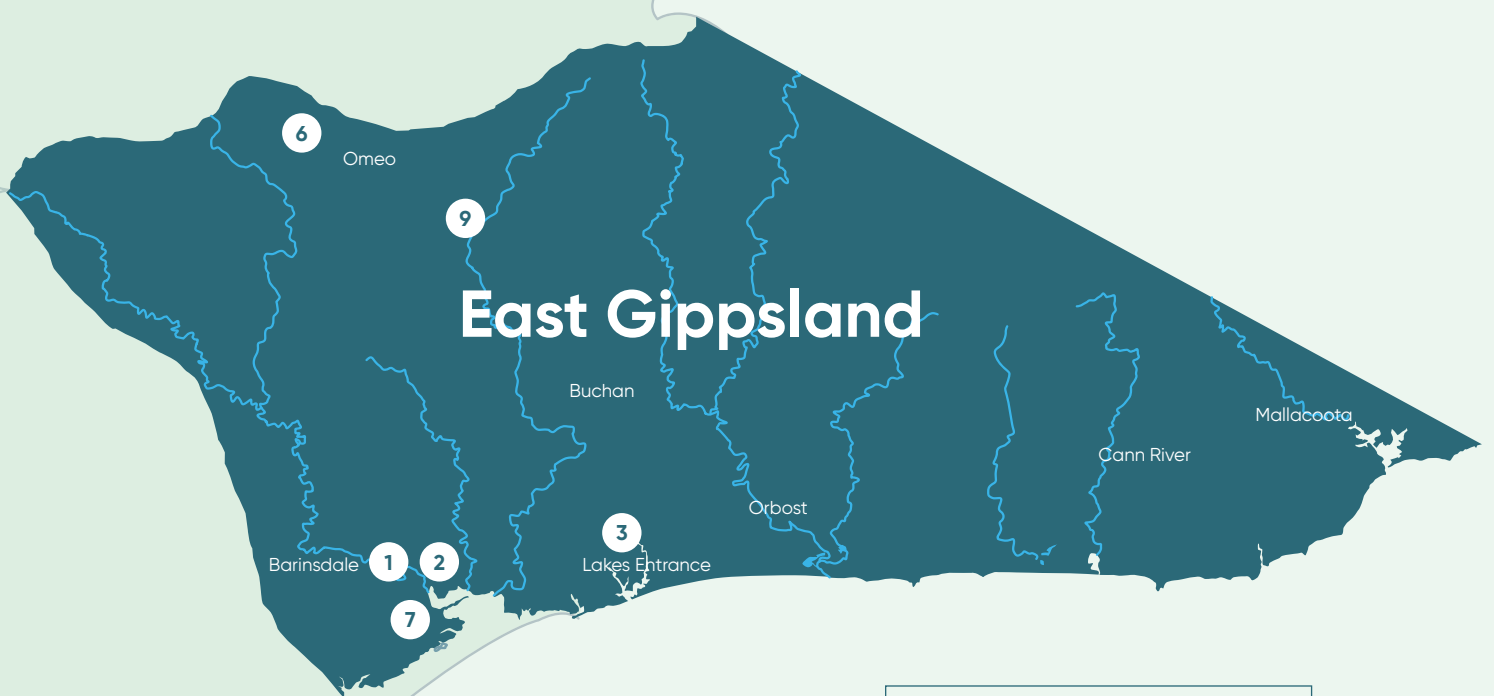 6
Omeo
9
East Gippsland
Buchan
Mallacoota
Cann River
Orbost
3
Barinsdale
1
2
Lakes Entrance
7